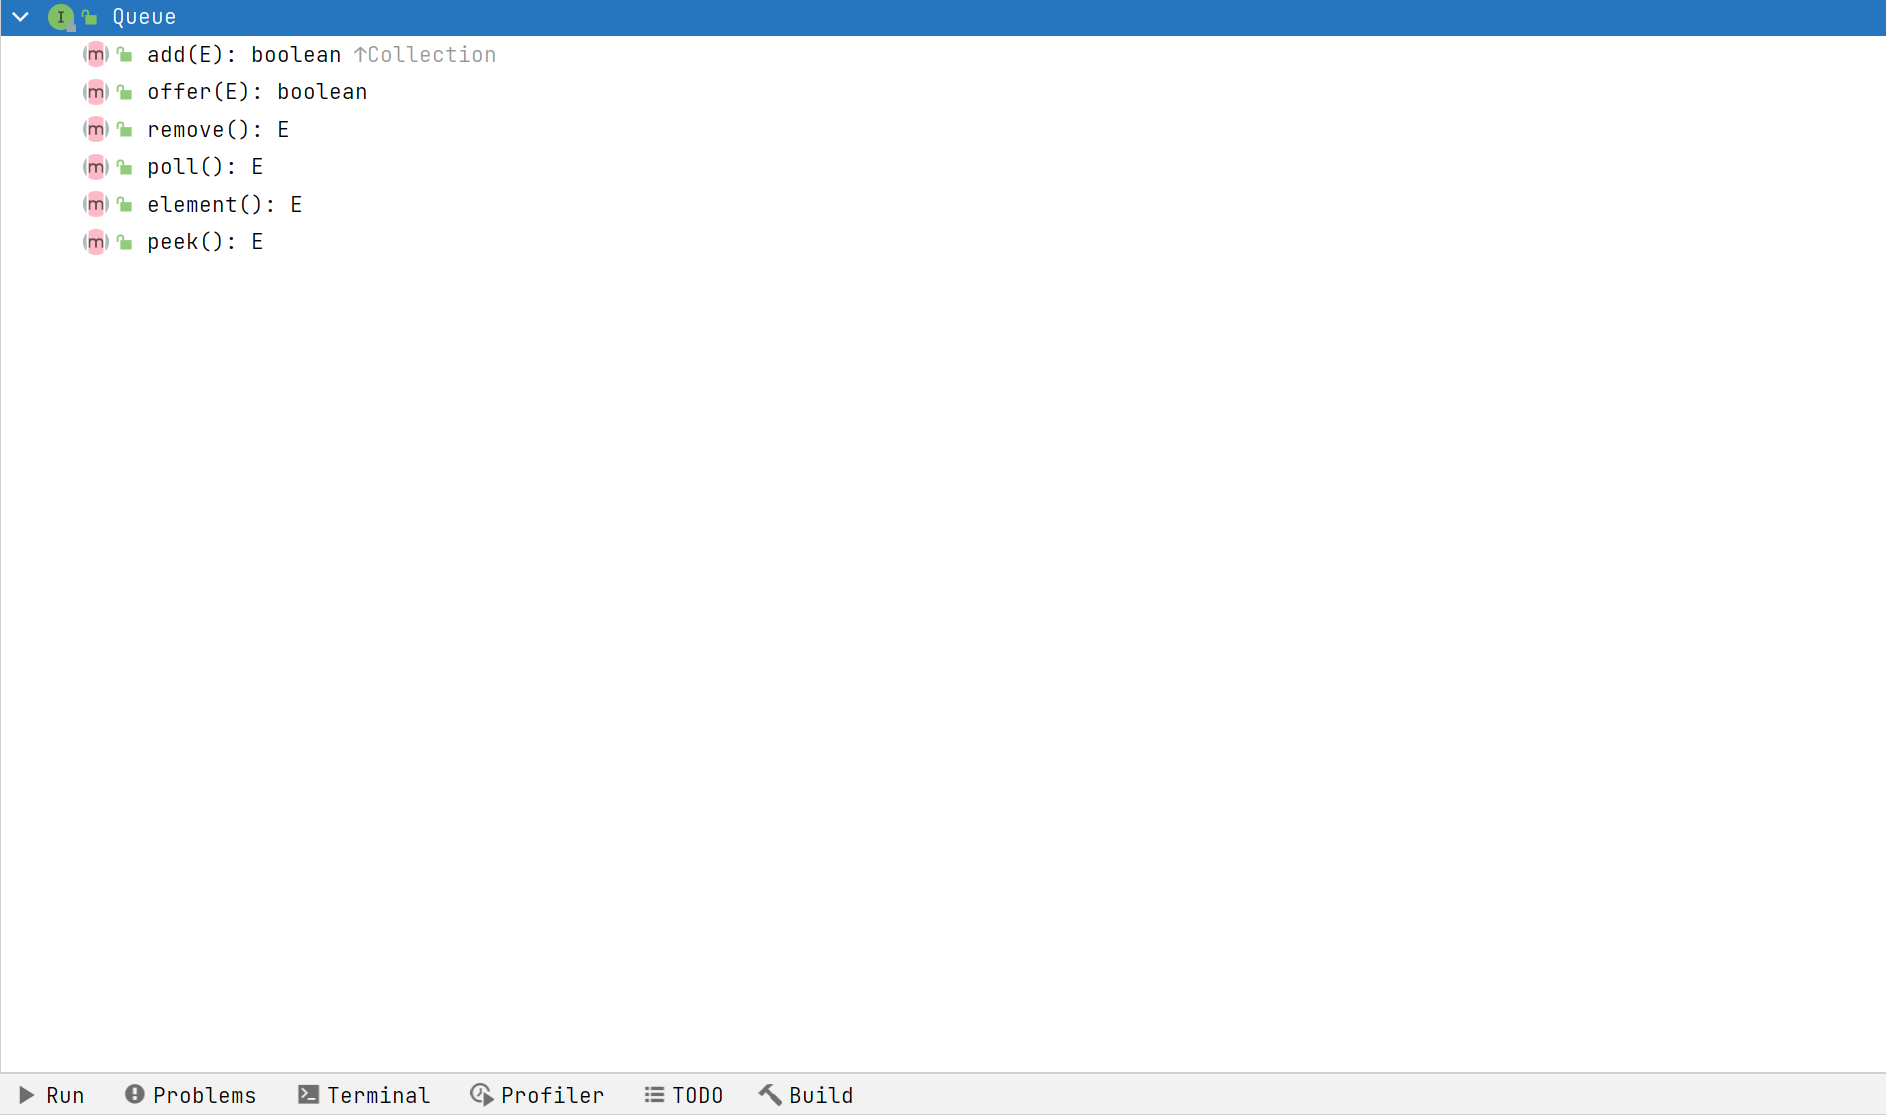 Queue
add(E): boolean ↑Collection
offer(E): boolean
remove(): E
poll(): E
element(): E
peek(): E
Run Problems Terminal Profiler TODO Build